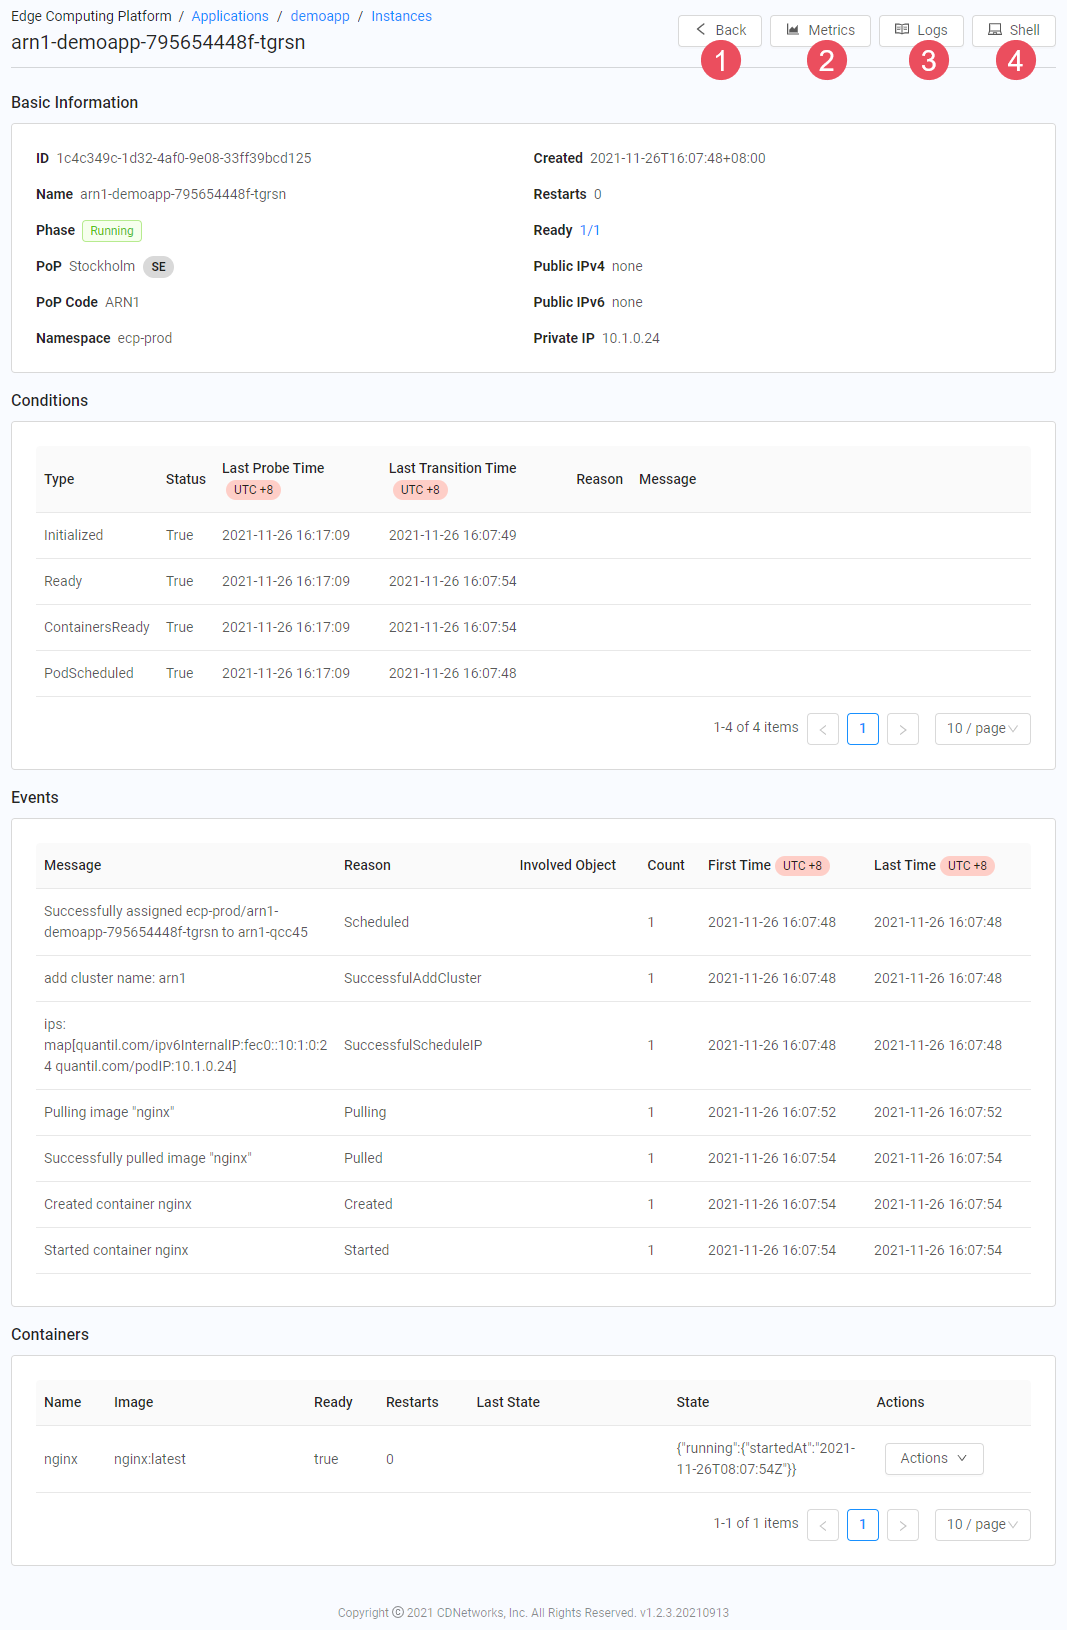 Edge Computing Platform / Applications / demoapp / Instances
arn1-demoapp-795654448f-tgrsn
Back Metrics Logs Shell
1 2 3 4
Basic Information
ID 1c4c349c-1d32-4af0-9e08-33ff39bcd125 Created 2021-11-26T16:07:48+08:00
Name arn1-demoapp-795654448f-tgrsn Restarts 0
Phase Running Ready 1/1
PoP Stockholm SE Public IPv4 none
PoP Code ARN1 Public IPv6 none
Namespace ecp-prod Private IP 10.1.0.24
Conditions
Type Status Last Probe Time UTC +8 Last Transition Time UTC +8 Reason Message
Initialized True 2021-11-26 16:17:09 2021-11-26 16:07:49
Ready True 2021-11-26 16:17:09 2021-11-26 16:07:54
ContainersReady True 2021-11-26 16:17:09 2021-11-26 16:07:54
PodScheduled True 2021-11-26 16:17:09 2021-11-26 16:07:48
1-4 of 4 items < 1 > 10 / page
Events
Message Reason Involved Object Count First Time UTC +8 Last Time UTC +8
Successfully assigned ecp-prod/arn1-
demoapp-795654448f-tgrsn to arn1-qcc45 Scheduled 1 2021-11-26 16:07:48 2021-11-26 16:07:48
add cluster name: arn1 SuccessfulAddCluster 1 2021-11-26 16:07:48 2021-11-26 16:07:48
ips:
map[quantil.com/ipv6InternalIP:fec0::10:1:0:2 SuccessfulScheduleIP 1 2021-11-26 16:07:48 2021-11-26 16:07:48
4 quantil.com/podIP:10.1.0.24]
Pulling image "nginx" Pulling 1 2021-11-26 16:07:52 2021-11-26 16:07:52
Successfully pulled image "nginx" Pulled 1 2021-11-26 16:07:54 2021-11-26 16:07:54
Created container nginx Created 1 2021-11-26 16:07:54 2021-11-26 16:07:54
Started container nginx Started 1 2021-11-26 16:07:54 2021-11-26 16:07:54
Containers
Name Image Ready Restarts Last State State Actions
nginx nginx:latest true 0 {"running":{"startedAt":"2021-
11-26T08:07:54Z"}} Actions
1-1 of 1 items < 1 > 10 / page
Copyright © 2021 CDNetworks, Inc. All Rights Reserved. v1.2.3.20210913